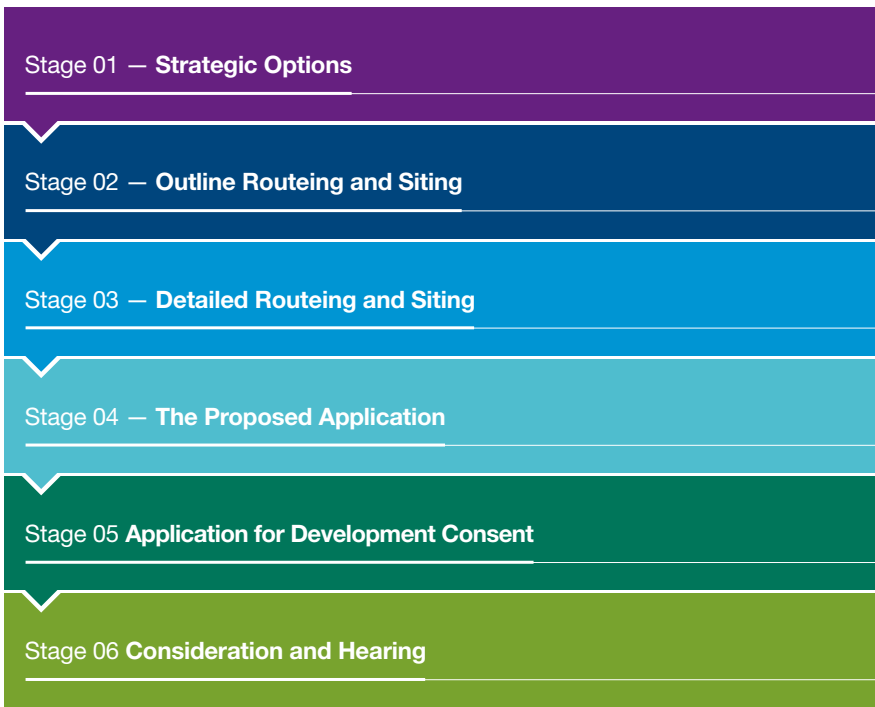 Stage 01 — Strategic Options
Stage 02 — Outline Routeing and Siting
Stage 03 — Detailed Routeing and Siting
Stage 04 — The Proposed Application
Stage 05 Application for Development Consent
Stage 06 Consideration and Hearing